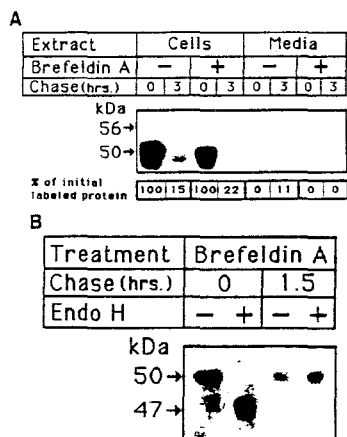 A
Extract Cells Media
Brefeldin A − + − +
Chase(hrs.) 0 3 0 3 0 3 0 3
kDa
56→
50→
% of initial labeled protein 100 15 100 22 0 11 0 0
B
Treatment Brefeldin A
Chase (hrs.) 0 1.5
Endo H − + − +
kDa
50→
47→